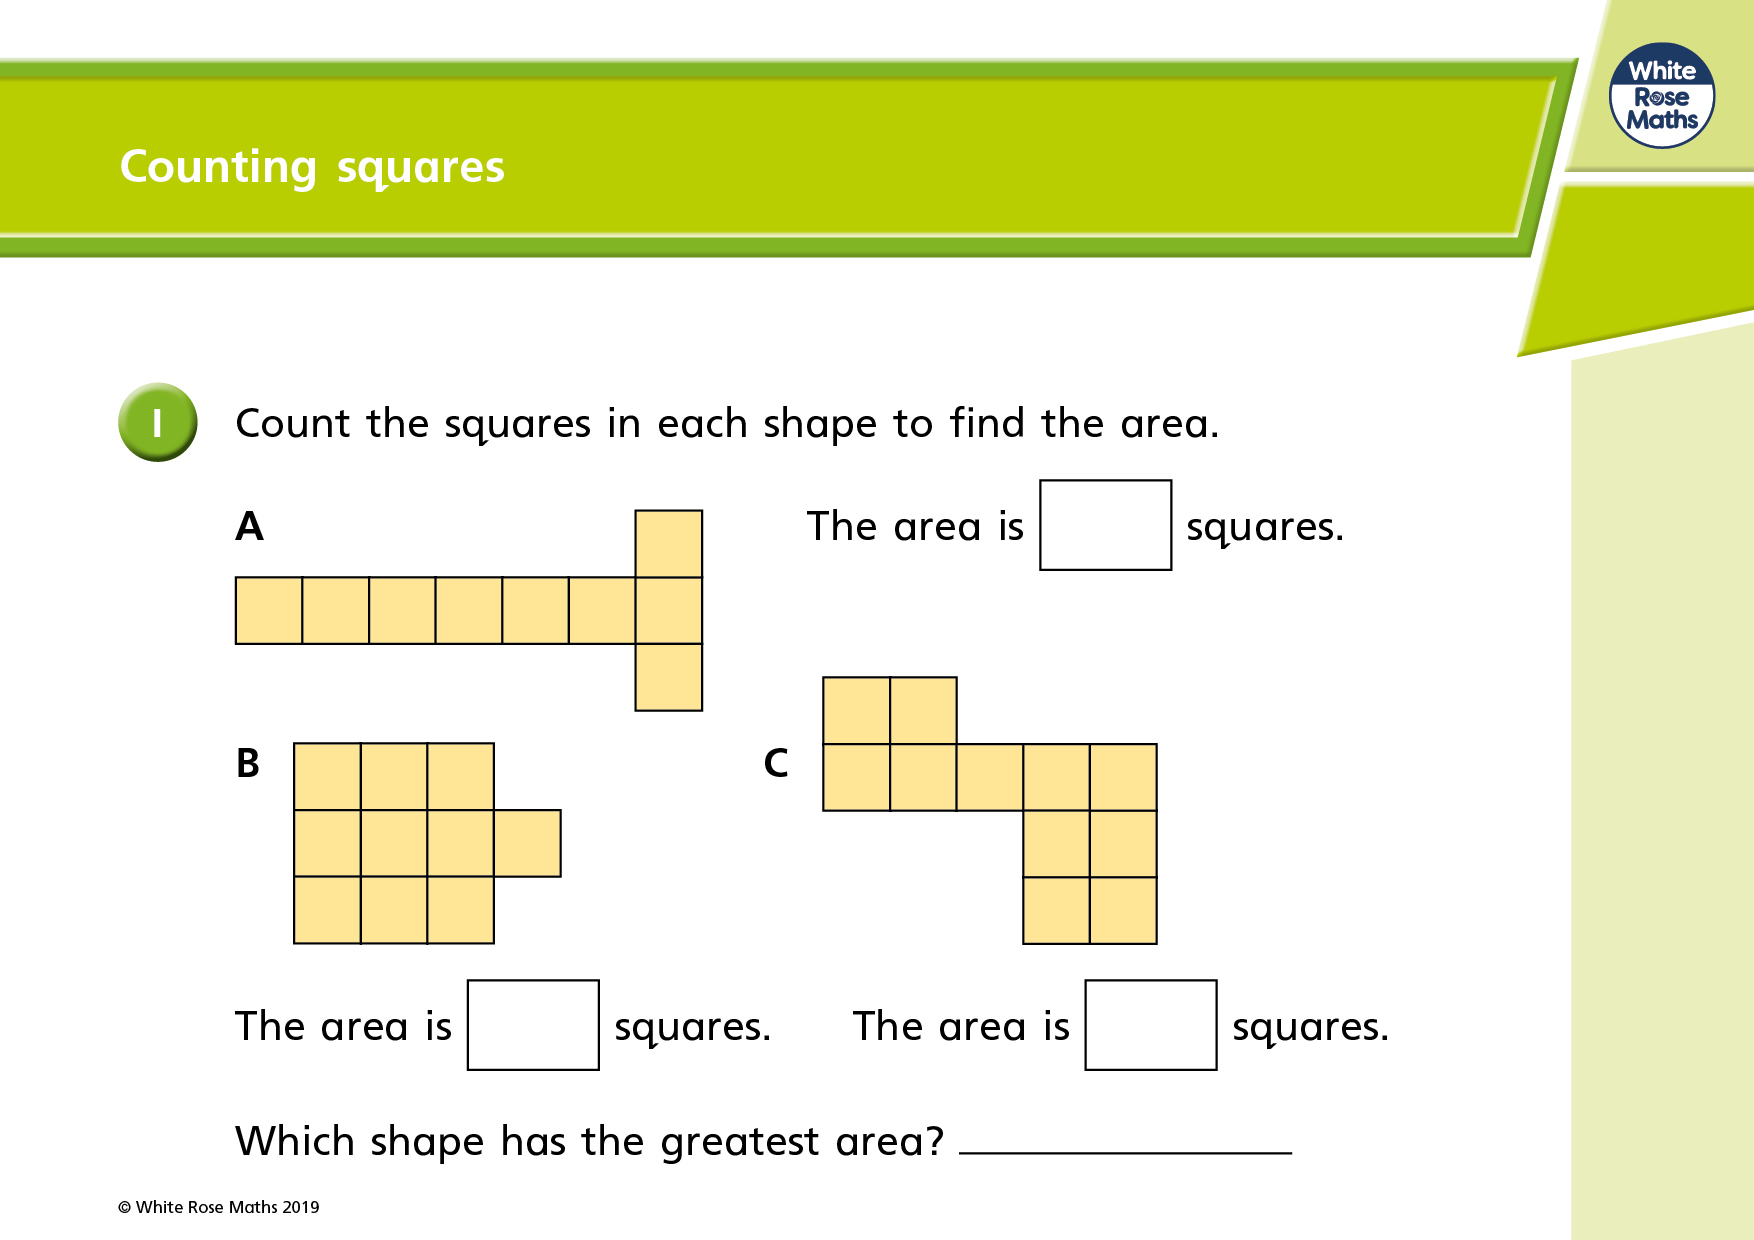 White
Rose
Maths
Counting squares
1 Count the squares in each shape to find the area.
A
The area is squares.
B
C
The area is squares.
The area is squares.
Which shape has the greatest area?
© White Rose Maths 2019